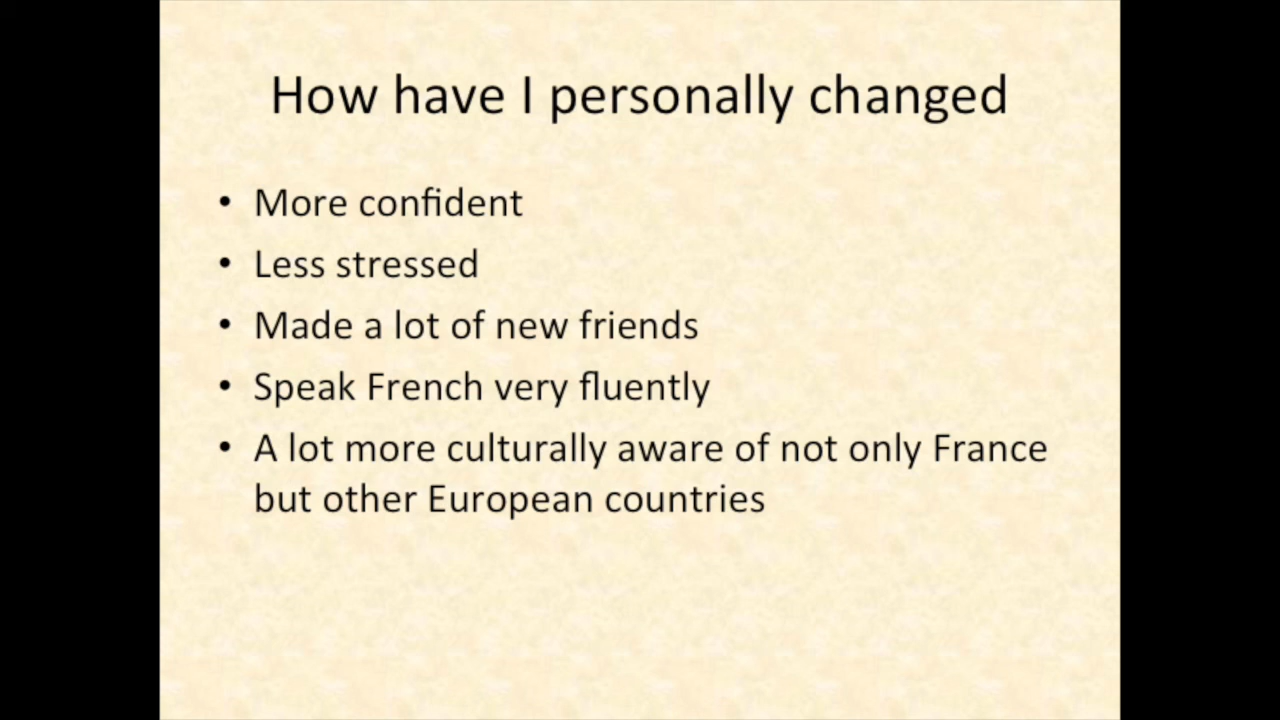 How have I personally changed
• More confident
• Less stressed
• Made a lot of new friends
• Speak French very fluently
• A lot more culturally aware of not only France
but other European countries